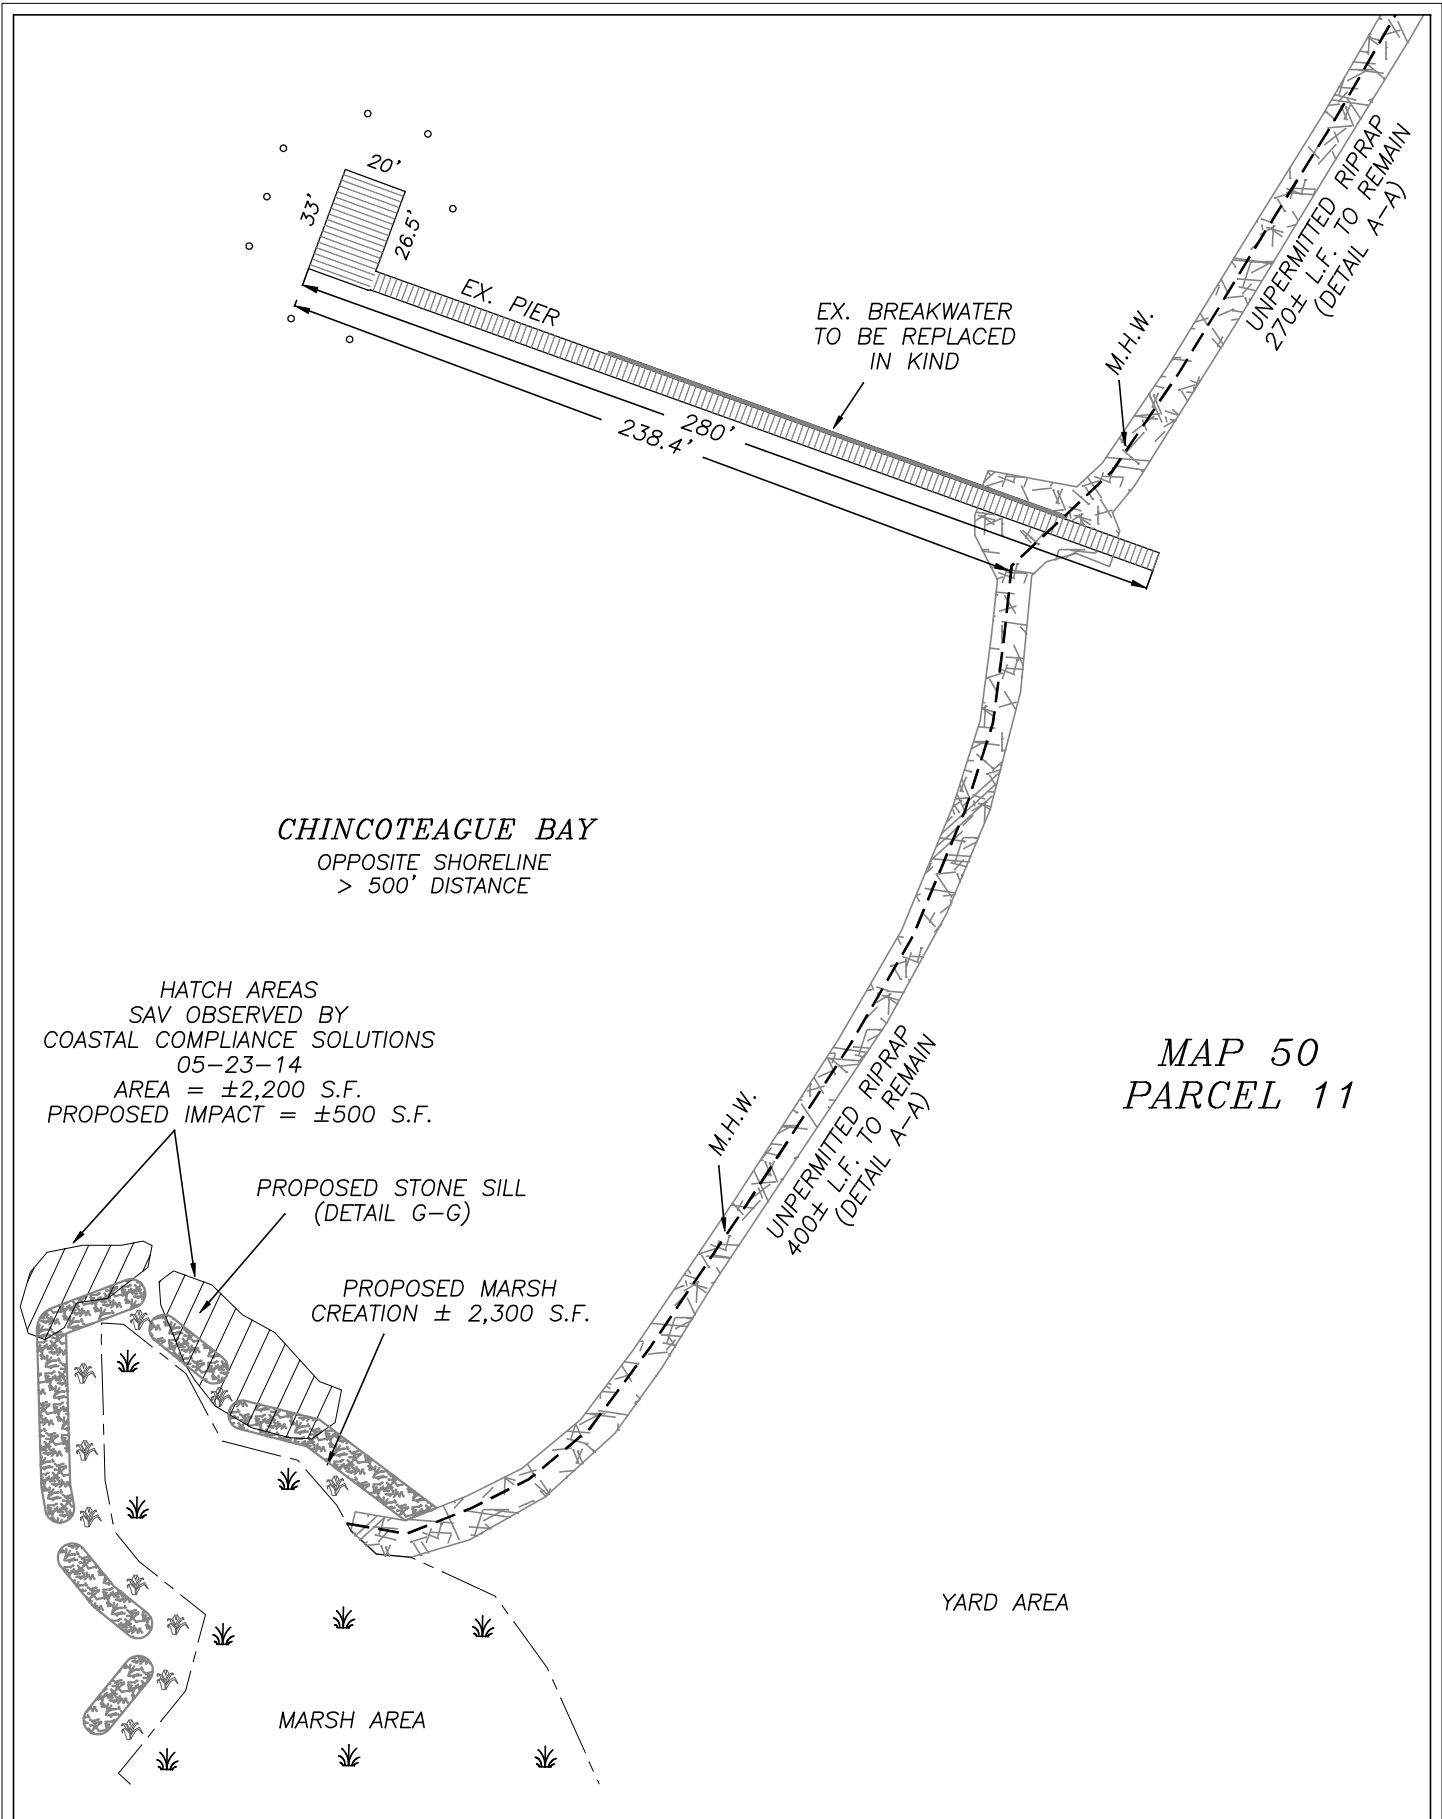 20'
33'
26.5'
EX. PIER
EX. BREAKWATER
TO BE REPLACED
IN KIND
280'
238.4'
M.H.W.
UNPERMITTED RIPRAP
270± L.F. TO REMAIN
(DETAIL A-A)
CHINCOTEAGUE BAY
OPPOSITE SHORELINE
> 500' DISTANCE
HATCH AREAS
SAV OBSERVED BY
COASTAL COMPLIANCE SOLUTIONS
05-23-14
AREA = ±2,200 S.F.
PROPOSED IMPACT = ±500 S.F.
MAP 50
PARCEL 11
M.H.W.
UNPERMITTED RIPRAP
400± L.F. TO REMAIN
(DETAIL A-A)
PROPOSED STONE SILL
(DETAIL G-G)
PROPOSED MARSH
CREATION ± 2,300 S.F.
YARD AREA
MARSH AREA